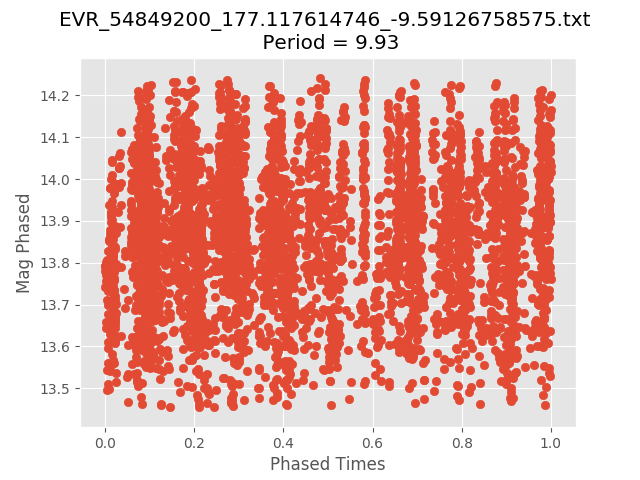 EVR_54849200_177.117614746_-9.59126758575.txt
Period = 9.93
14.2
14.1
14.0
13.9
13.8
13.7
13.6
13.5
Mag Phased
0.0 0.2 0.4 0.6 0.8 1.0
Phased Times